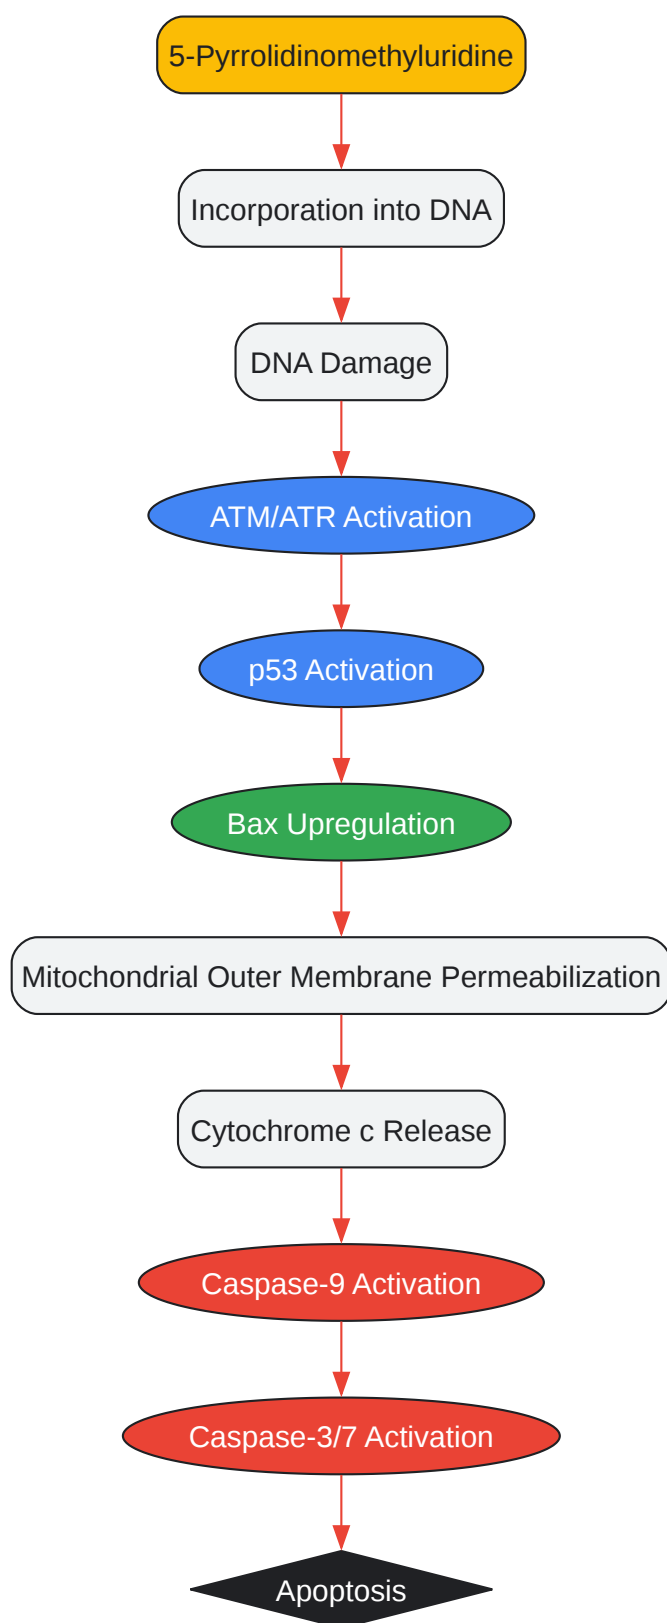 5-Pyrrolidinomethyluridine
Incorporation into DNA
DNA Damage
ATM/ATR Activation
p53 Activation
Bax Upregulation
Mitochondrial Outer Membrane Permeabilization
Cytochrome c Release
Caspase-9 Activation
Caspase-3/7 Activation
Apoptosis